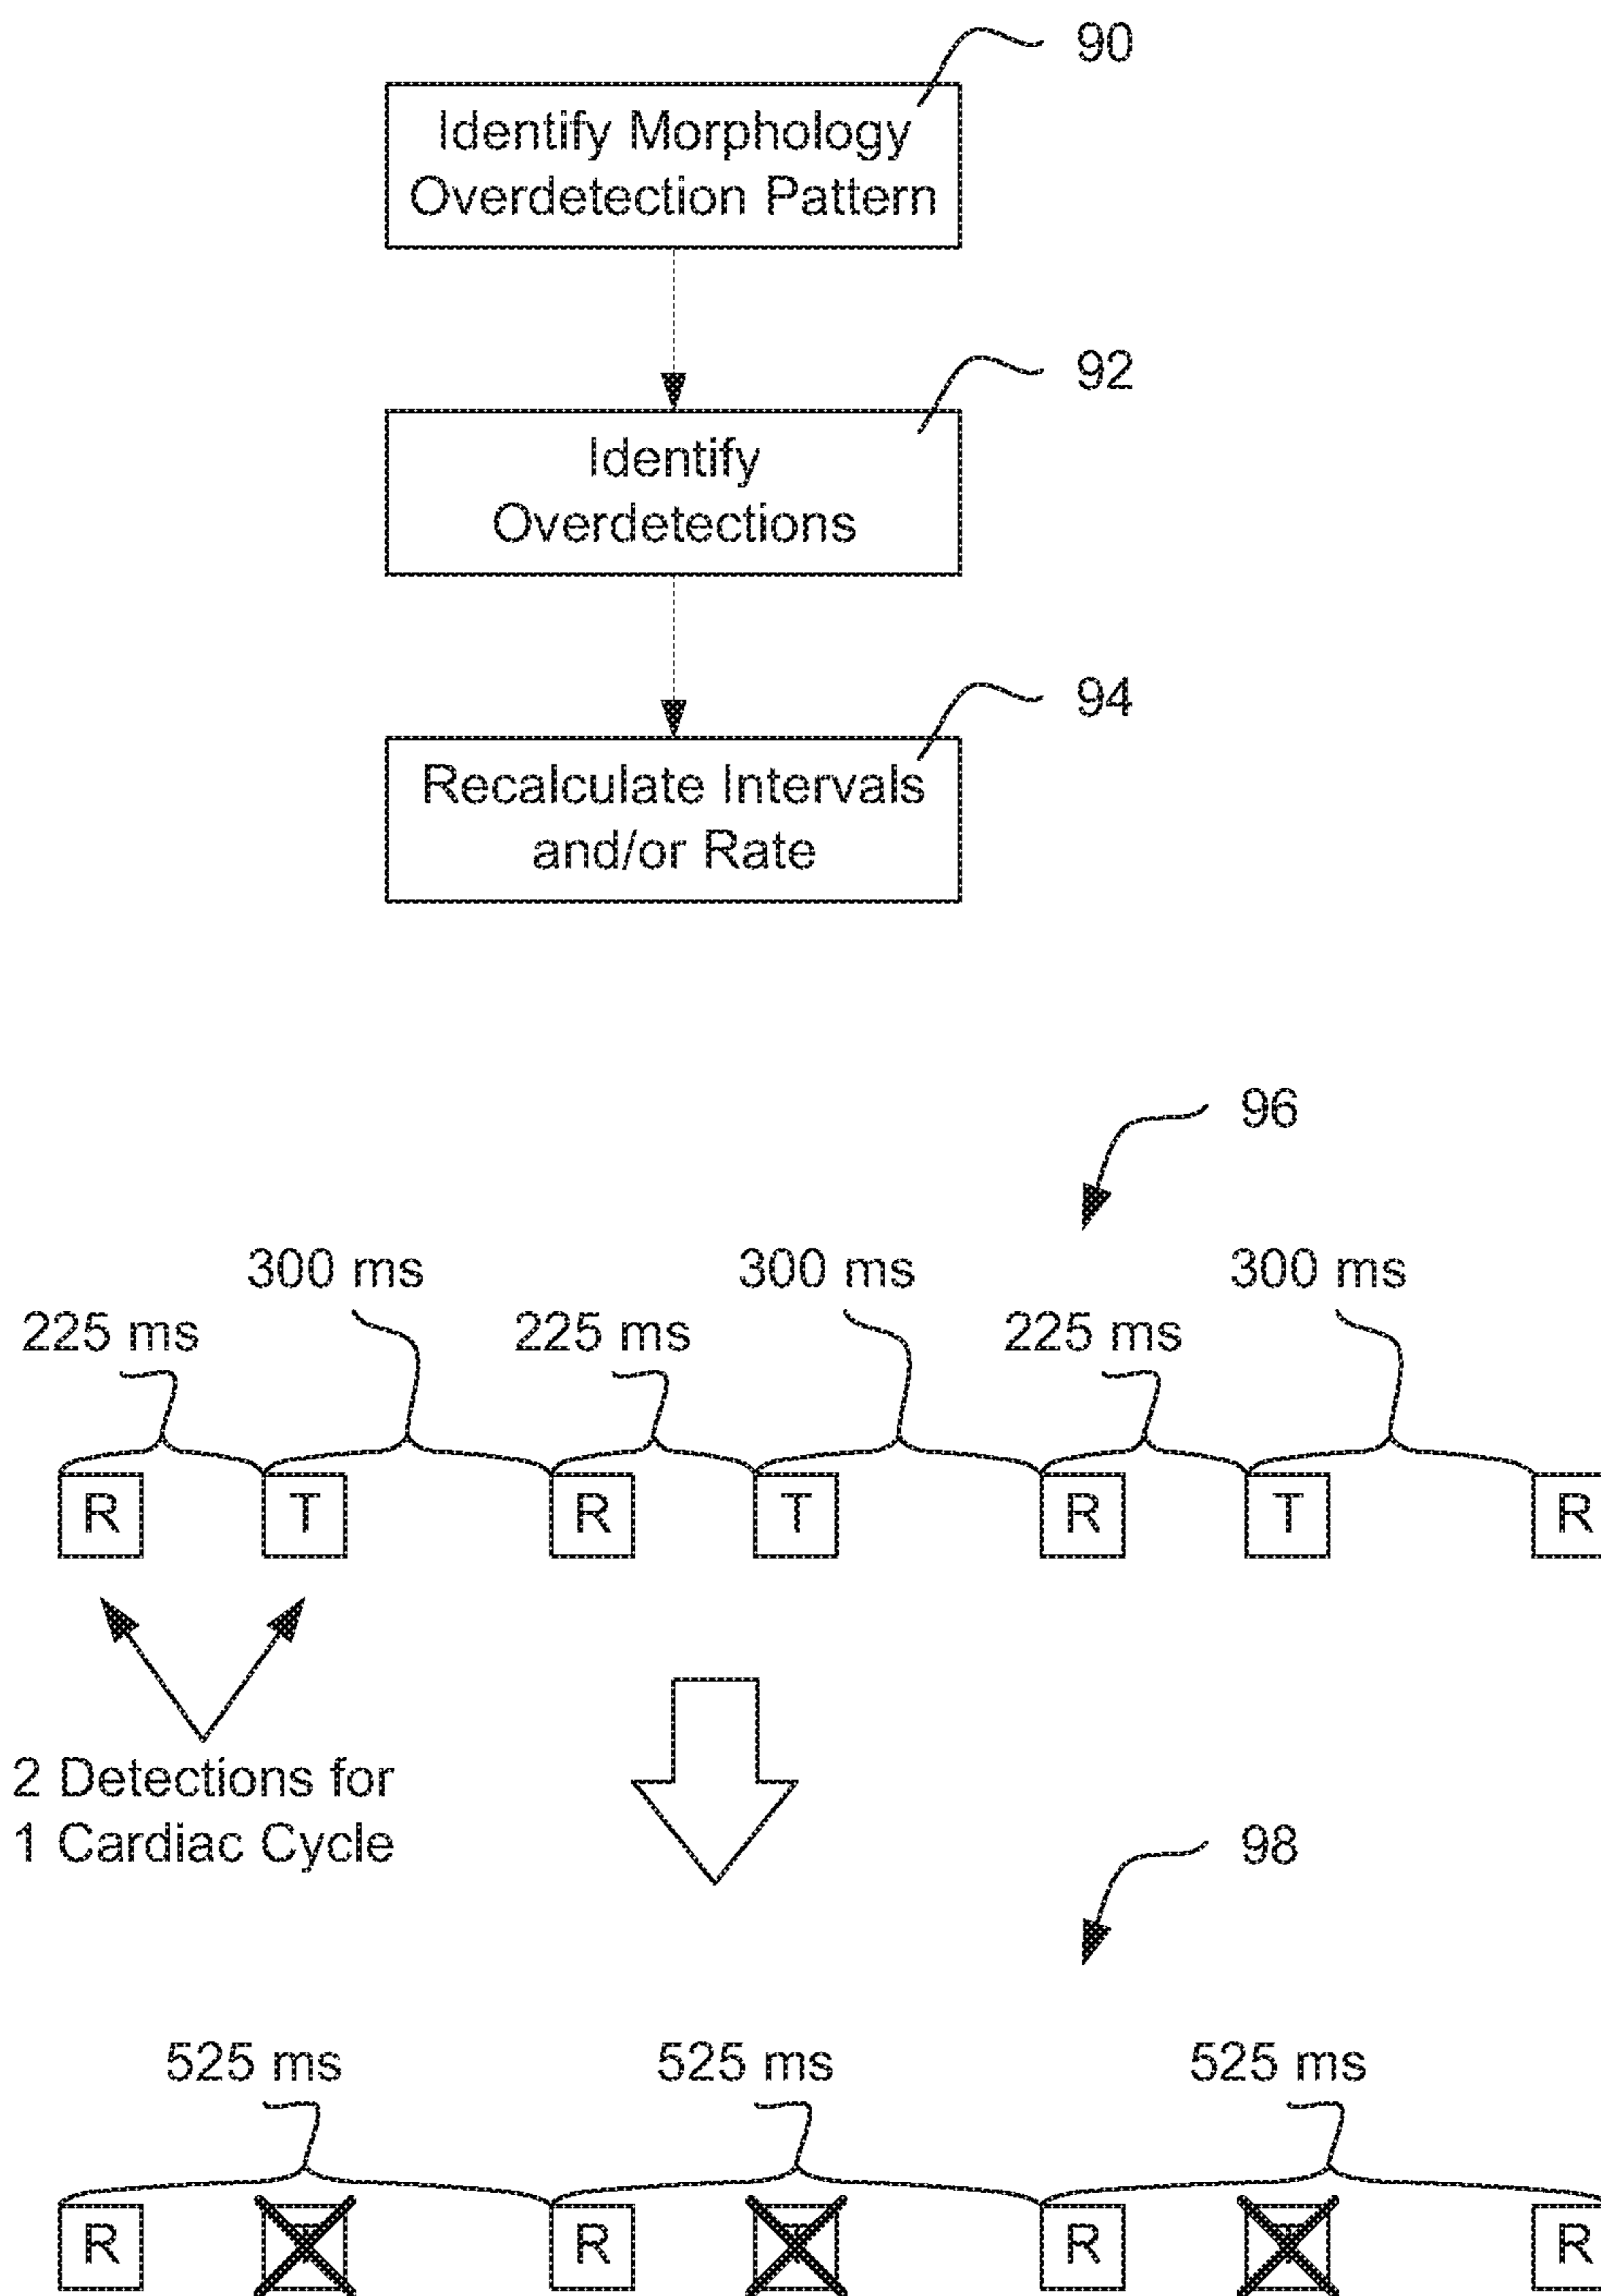 90
Identify Morphology
Overdetection Pattern
92
Identify
Overdetections
94
Recalculate Intervals
and/or Rate
96
300 ms 300 ms 300 ms
225 ms 225 ms 225 ms
R T R T R T R
2 Detections for
1 Cardiac Cycle
98
525 ms 525 ms 525 ms
R R R R